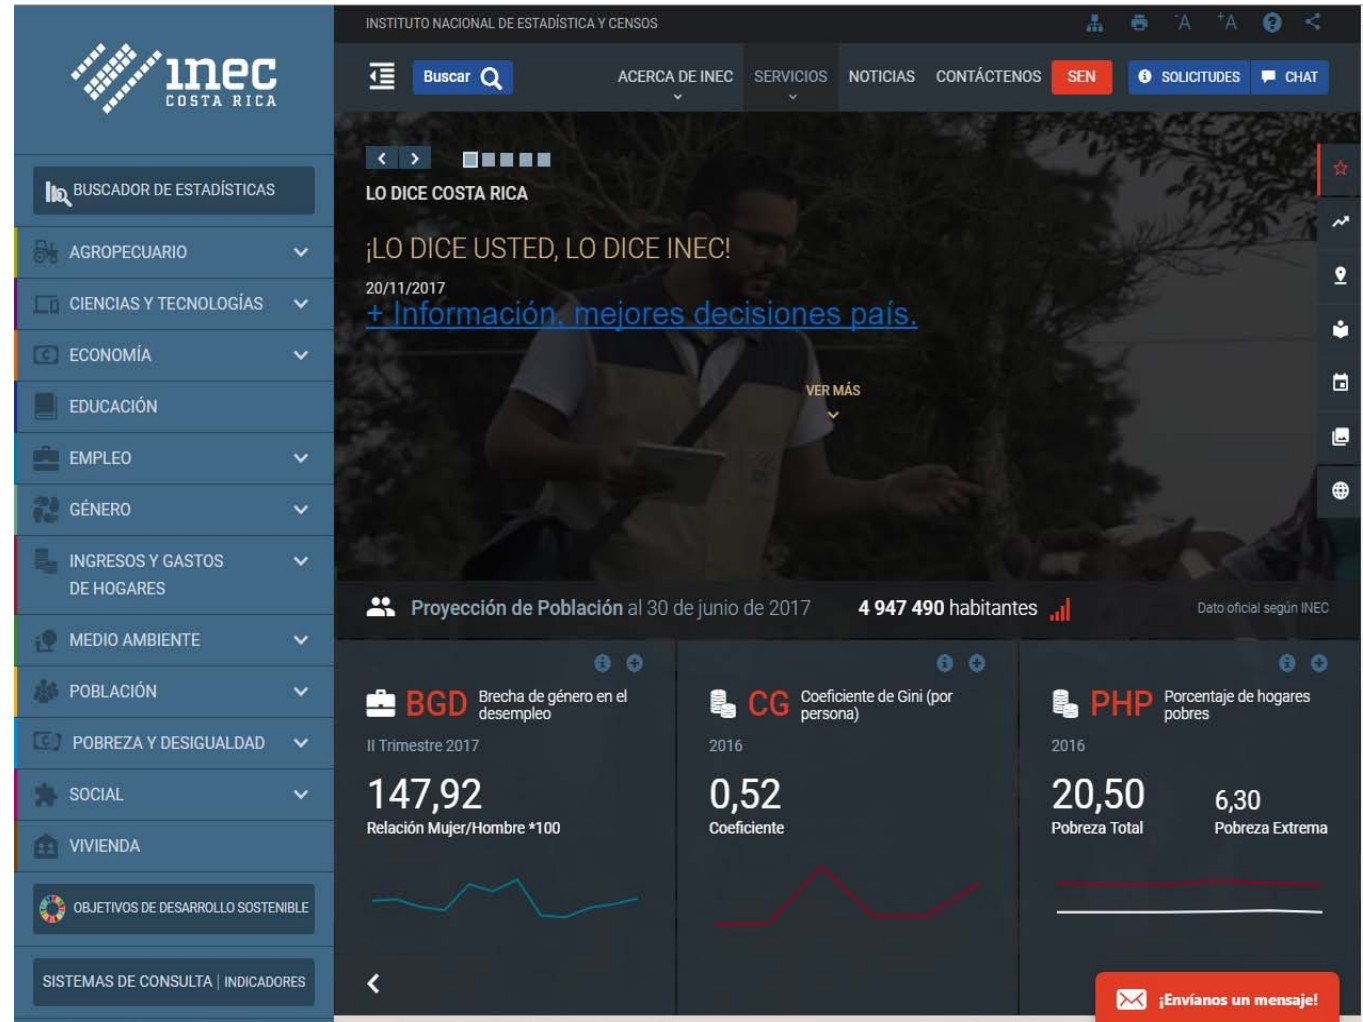 INSTITUTO NACIONAL DE ESTADÍSTICA Y CENSOS
-A +A
ınec
COSTA RICA
Buscar
ACERCA DE INEC SERVICIOS NOTICIAS CONTÁCTENOS SEN SOLICITUDES CHAT
BUSCADOR DE ESTADÍSTICAS
AGROPECUARIO
CIENCIAS Y TECNOLOGÍAS
ECONOMÍA
EDUCACIÓN
EMPLEO
GÉNERO
INGRESOS Y GASTOS
DE HOGARES
MEDIO AMBIENTE
POBLACIÓN
POBREZA Y DESIGUALDAD
SOCIAL
VIVIENDA
OBJETIVOS DE DESARROLLO SOSTENIBLE
SISTEMAS DE CONSULTA | INDICADORES
LO DICE COSTA RICA
¡LO DICE USTED, LO DICE INEC!
20/11/2017
+ Información, mejores decisiones país.
VER MÁS
Proyección de Población al 30 de junio de 2017 4 947 490 habitantes Dato oficial según INEC
BGD Brecha de género en el
desempleo
II Trimestre 2017
147,92
Relación Mujer/Hombre *100
CG Coeficiente de Gini (por
persona)
2016
0,52
Coeficiente
PHP Porcentaje de hogares
pobres
2016
20,50 6,30
Pobreza Total Pobreza Extrema
¡Envíanos un mensaje!